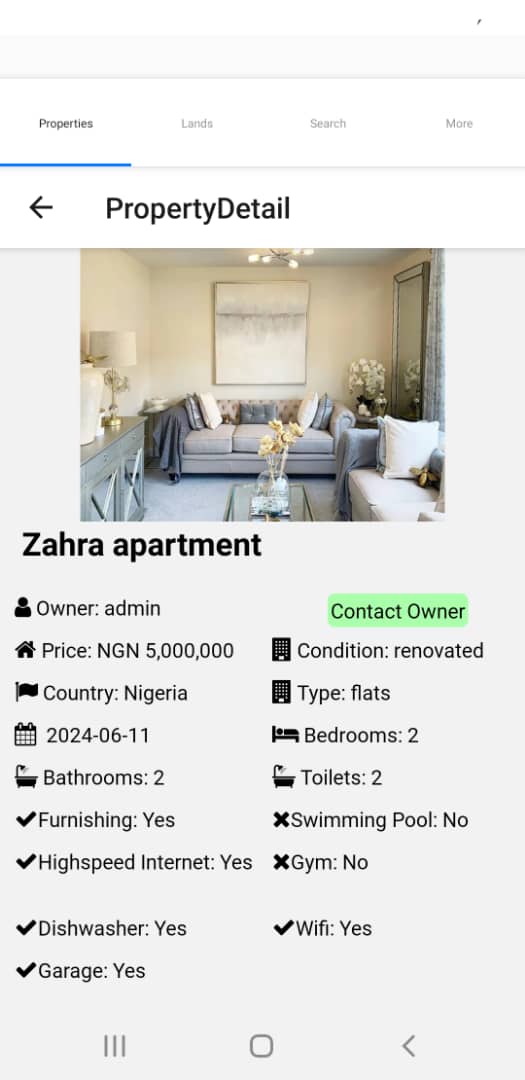 Properties Lands Search More
PropertyDetail
Zahra apartment
Owner: admin Contact Owner
Price: NGN 5,000,000 Condition: renovated
Country: Nigeria Type: flats
2024-06-11 Bedrooms: 2
Bathrooms: 2 Toilets: 2
Furnishing: Yes Swimming Pool: No
Highspeed Internet: Yes Gym: No
Dishwasher: Yes Wifi: Yes
Garage: Yes